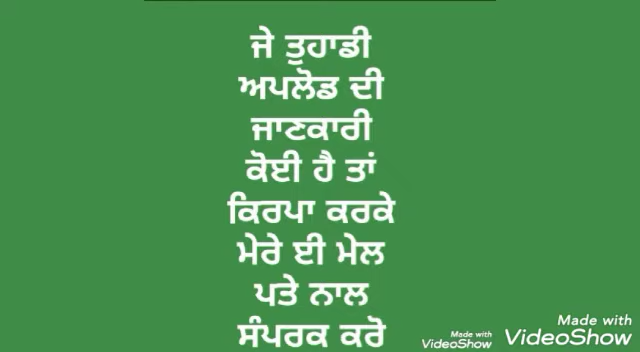 ਜੇ ਤੁਹਾਡੀ
ਅਪਲੋਡ ਦੀ
ਜਾਣਕਾਰੀ
ਕੋਈ ਹੈ ਤਾਂ
ਕਿਰਪਾ ਕਰਕੇ
ਮੇਰੇ ਈ ਮੇਲ
ਪਤੇ ਨਾਲ
ਸੰਪਰਕ ਕਰੋ
Made with
VideoShow
Made with
VideoShow